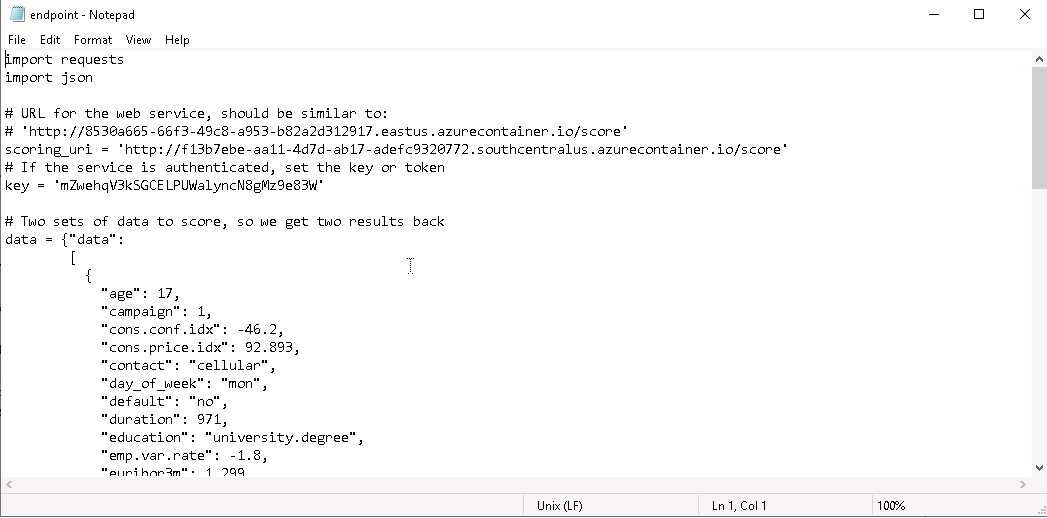 endpoint - Notepad
File Edit Format View Help
import requests
import json
# URL for the web service, should be similar to:
# 'http://8530a665-66f3-49c8-a953-b82a2d312917.eastus.azurecontainer.io/score'
scoring_uri = 'http://f13b7ebe-aa11-4d7d-ab17-adefc9320772.southcentralus.azurecontainer.io/score'
# If the service is authenticated, set the key or token
key = 'mZwehqV3kSGCELPUWalyncN8gMz9e83W'
# Two sets of data to score, so we get two results back
data = {"data":
[
{
"age": 17,
"campaign": 1,
"cons.conf.idx": -46.2,
"cons.price.idx": 92.893,
"contact": "cellular",
"day_of_week": "mon",
"default": "no",
"duration": 971,
"education": "university.degree",
"emp.var.rate": -1.8,
"euribor3m": 1.299
Unix (LF)
Ln 1, Col 1
100%